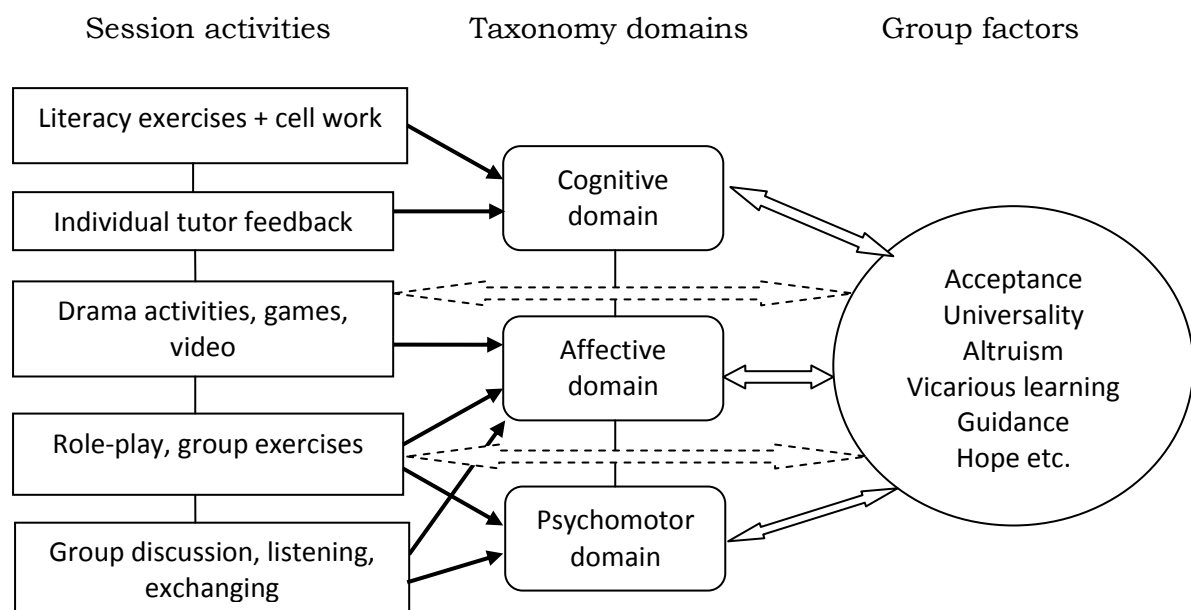 Session activities
Taxonomy domains
Group factors
Literacy exercises + cell work
Individual tutor feedback
Drama activities, games,
video
Role-play, group exercises
Group discussion, listening,
exchanging
Cognitive
domain
Affective
domain
Psychomotor
domain
Acceptance
Universality
Altruism
Vicarious learning
Guidance
Hope etc.